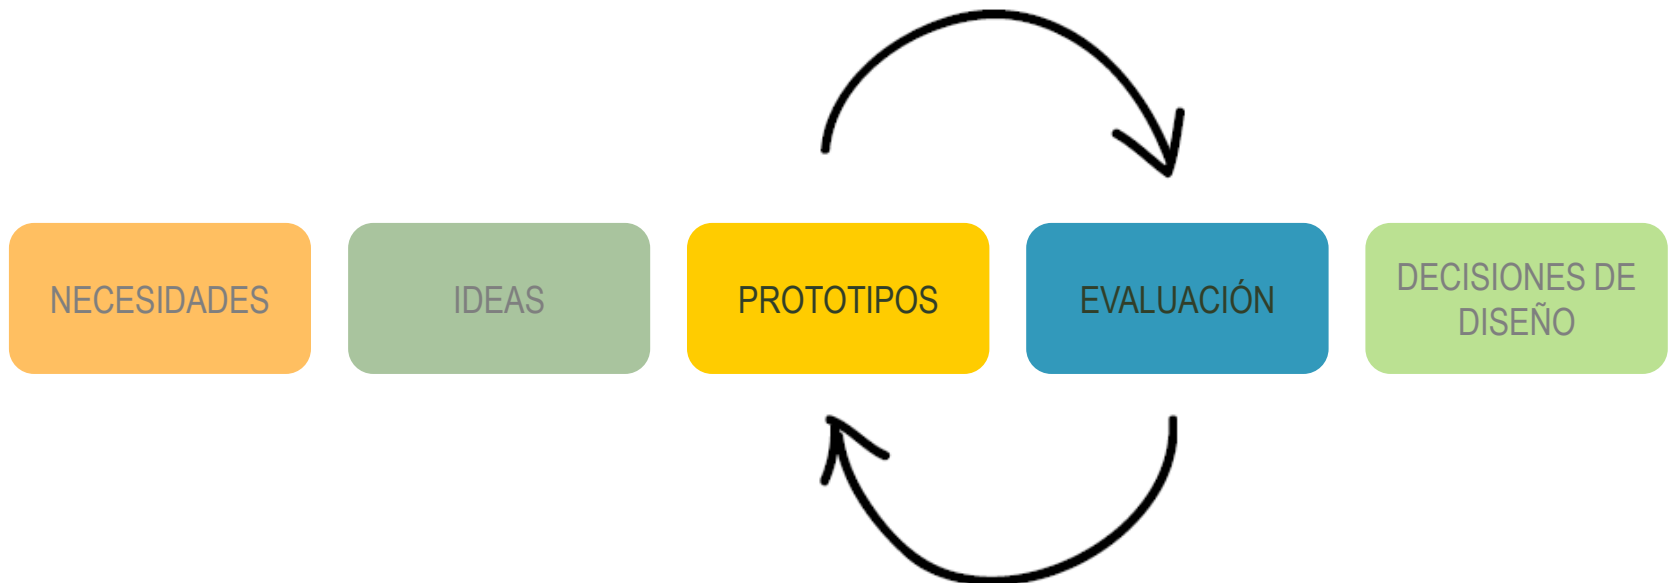 NECESIDADES
IDEAS
PROTOTIPOS
EVALUACIÓN
DECISIONES DE
DISEÑO